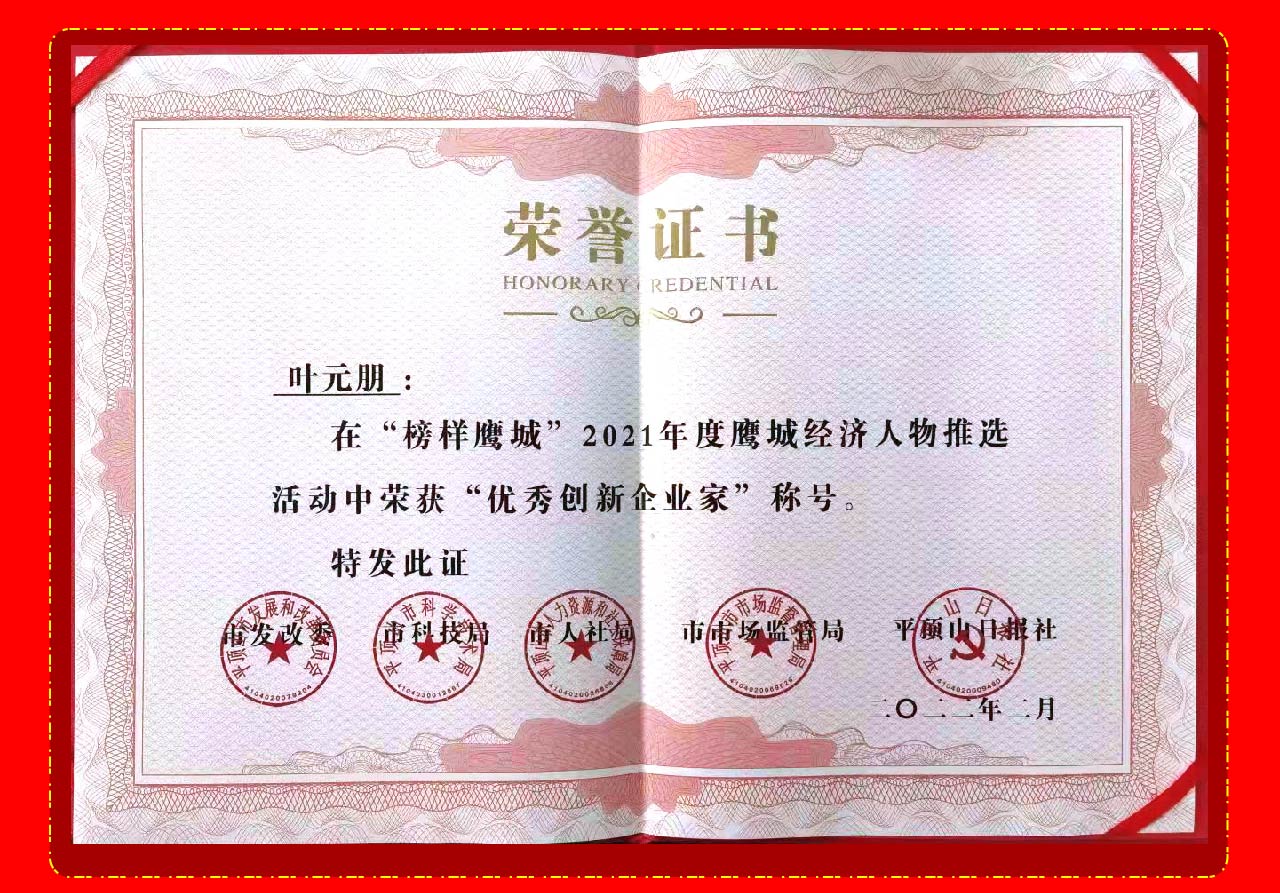 荣誉证书
HONORARY CREDENTIAL
叶元朋：
在“榜样鹰城”2021年度鹰城经济人物推选
活动中荣获“优秀创新企业家”称号。
特发此证
市发改委 市科技局 市人社局 市市场监管局 平顶山日报社
二〇二二年二月